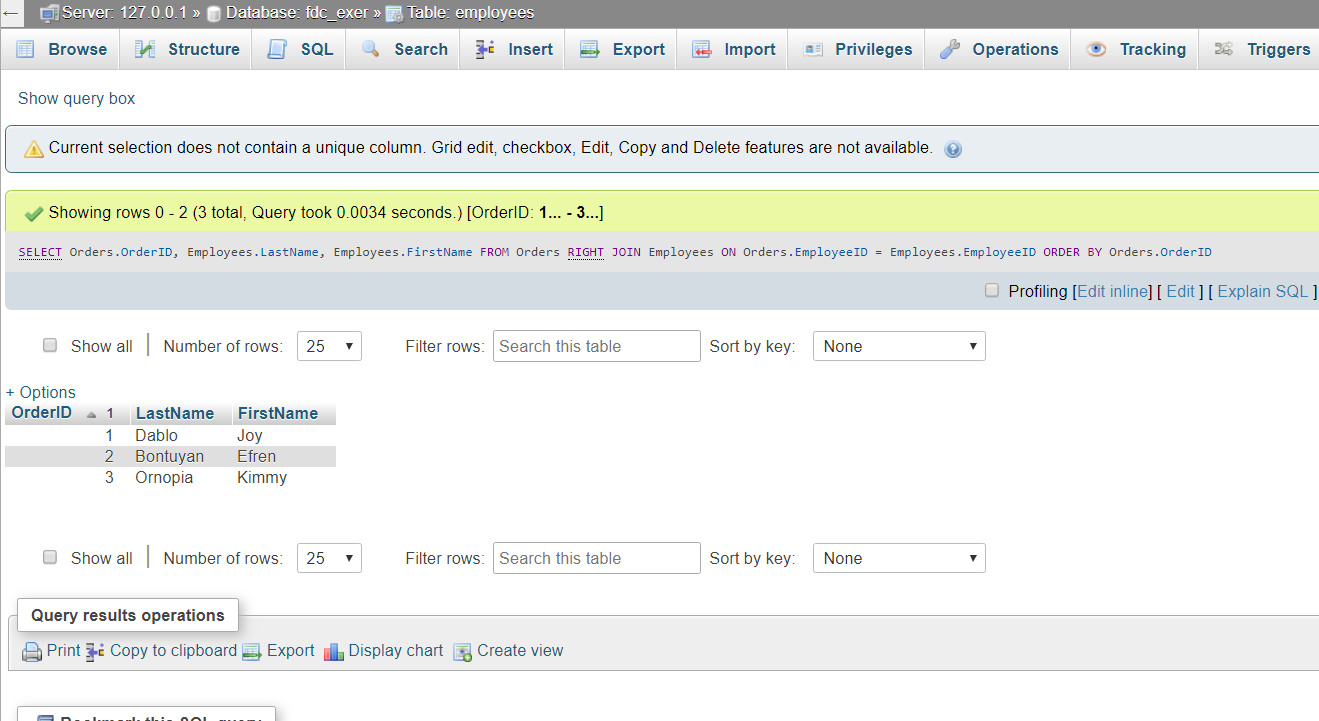 ← Server: 127.0.0.1 » Database: fdc_exer » Table: employees
Browse Structure SQL Search Insert Export Import Privileges Operations Tracking Triggers
Show query box
Current selection does not contain a unique column. Grid edit, checkbox, Edit, Copy and Delete features are not available.
Showing rows 0 - 2 (3 total, Query took 0.0034 seconds.) [OrderID: 1... - 3...]
SELECT Orders.OrderID, Employees.LastName, Employees.FirstName FROM Orders RIGHT JOIN Employees ON Orders.EmployeeID = Employees.EmployeeID ORDER BY Orders.OrderID
Profiling [Edit inline] [ Edit ] [ Explain SQL ]
Show all Number of rows: 25 Filter rows: Search this table Sort by key: None
+ Options
OrderID 1 LastName FirstName
1 Dablo Joy
2 Bontuyan Efren
3 Ornopia Kimmy
Show all Number of rows: 25 Filter rows: Search this table Sort by key: None
Query results operations
Print Copy to clipboard Export Display chart Create view
Bookmark this SQL query